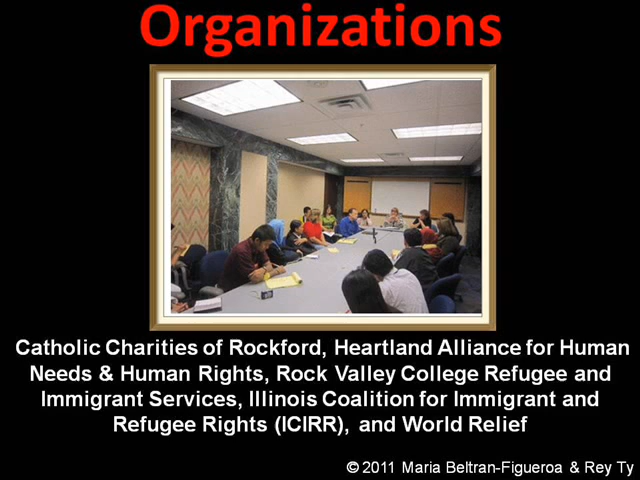 Organizations
Catholic Charities of Rockford, Heartland Alliance for Human
Needs & Human Rights, Rock Valley College Refugee and
Immigrant Services, Illinois Coalition for Immigrant and
Refugee Rights (ICIRR), and World Relief
© 2011 Maria Beltran-Figueroa & Rey Ty